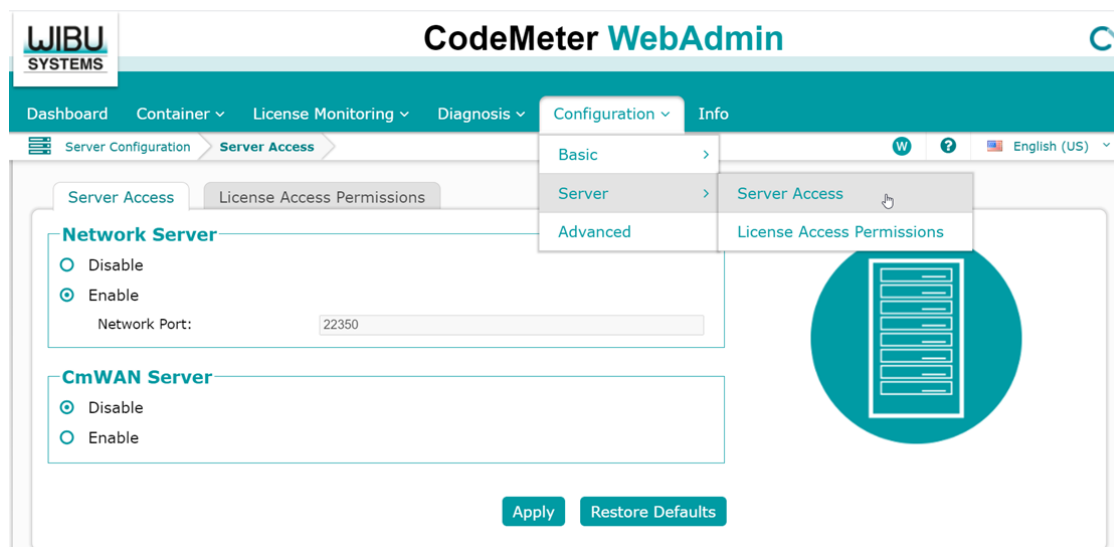 WIBU
SYSTEMS
CodeMeter WebAdmin
Dashboard Container License Monitoring Diagnosis Configuration Info
Server Configuration Server Access W ? English (US)
Basic
Server Access License Access Permissions Server Server Access
Advanced License Access Permissions
Network Server
Disable
Enable
Network Port: 22350
CmWAN Server
Disable
Enable
Apply Restore Defaults